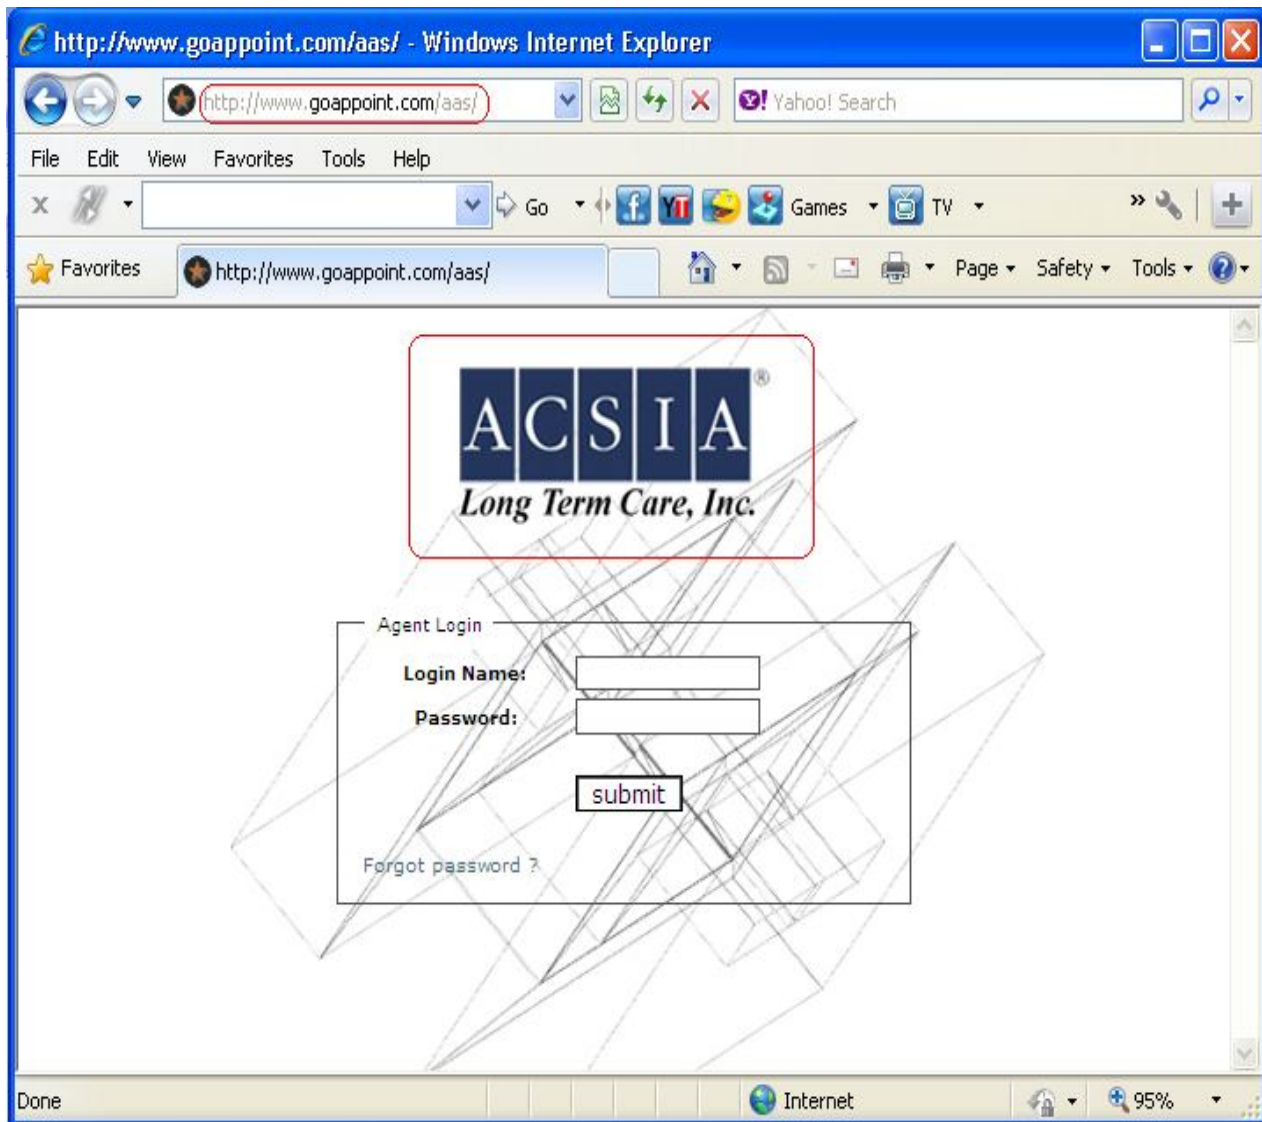 http://www.goappoint.com/aas/ - Windows Internet Explorer
http://www.goappoint.com/aas/ Yahoo! Search
File Edit View Favorites Tools Help
x Go f Games TV » +
Favorites http://www.goappoint.com/aas/ Page Safety Tools ?
ACSIA ®
Long Term Care, Inc.
Agent Login
Login Name:
Password:
submit
Forgot password ?
Done Internet 95%